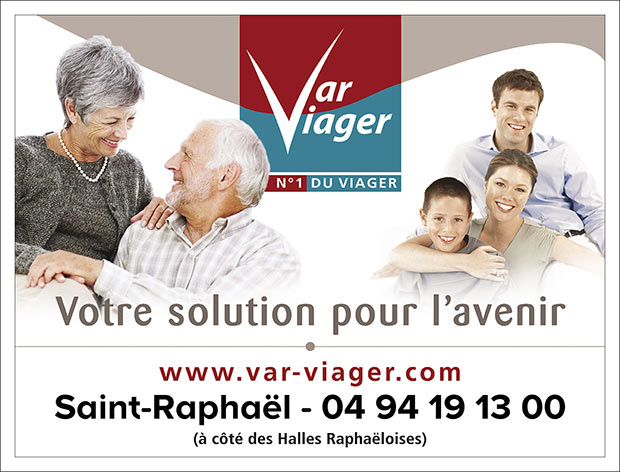 Var
Viager
N°1 DU VIAGER
Votre solution pour l'avenir
www.var-viager.com
Saint-Raphaël - 04 94 19 13 00
(à côté des Halles Raphaëloises)